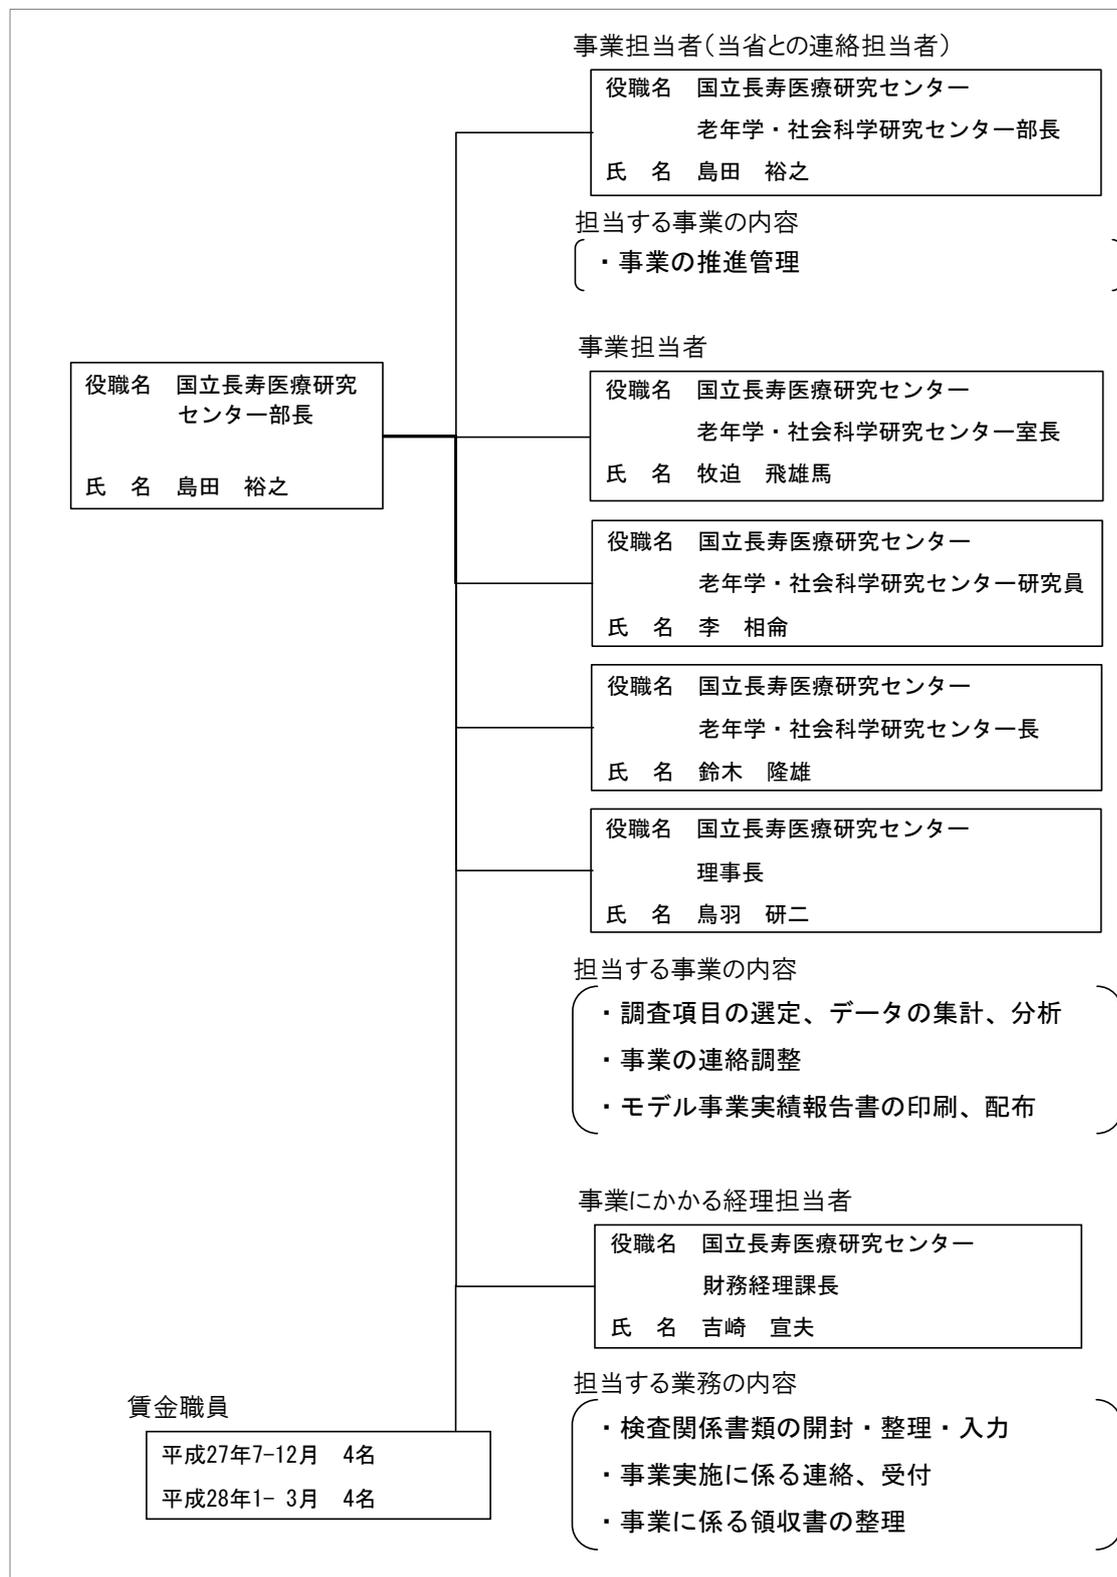 事業担当者(当省との連絡担当者)
役職名 国立長寿医療研究センター
老年学・社会科学研究センター部長
氏 名 島田 裕之
担当する事業の内容
・事業の推進管理
役職名 国立長寿医療研究
センター部長
氏 名 島田 裕之
事業担当者
役職名 国立長寿医療研究センター
老年学・社会科学研究センター室長
氏 名 牧迫 飛雄馬
役職名 国立長寿医療研究センター
老年学・社会科学研究センター研究員
氏 名 李 相侖
役職名 国立長寿医療研究センター
老年学・社会科学研究センター長
氏 名 鈴木 隆雄
役職名 国立長寿医療研究センター
理事長
氏 名 鳥羽 研二
担当する事業の内容
・調査項目の選定、データの集計、分析
・事業の連絡調整
・モデル事業実績報告書の印刷、配布
事業にかかる経理担当者
役職名 国立長寿医療研究センター
財務経理課長
氏 名 吉崎 宣夫
賃金職員
平成27年7-12月 4名
平成28年1- 3月 4名
担当する業務の内容
・検査関係書類の開封・整理・入力
・事業実施に係る連絡、受付
・事業に係る領収書の整理